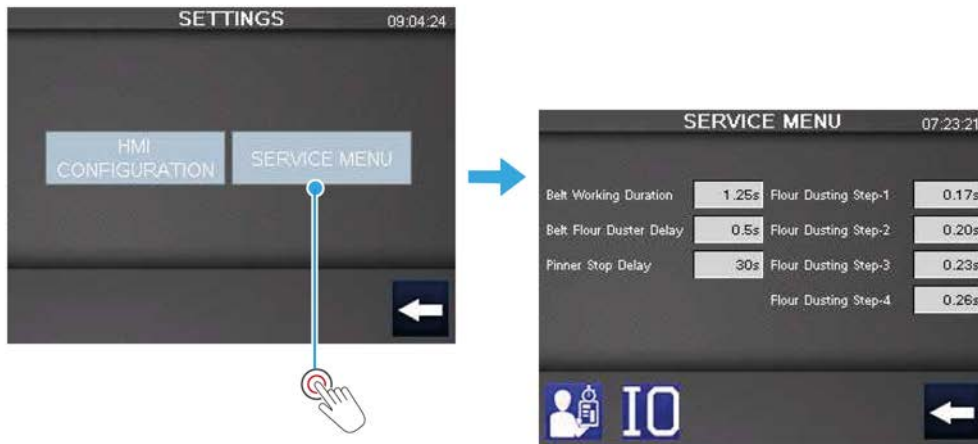 SETTINGS 09:04:24
HMI
CONFIGURATION
SERVICE MENU
SERVICE MENU 07:23:21
Belt Working Duration 1.25s Flour Dusting Step-1 0.17s
Belt Flour Duster Delay 0.5s Flour Dusting Step-2 0.20s
Pinner Stop Delay 30s Flour Dusting Step-3 0.23s
Flour Dusting Step-4 0.26s
IO